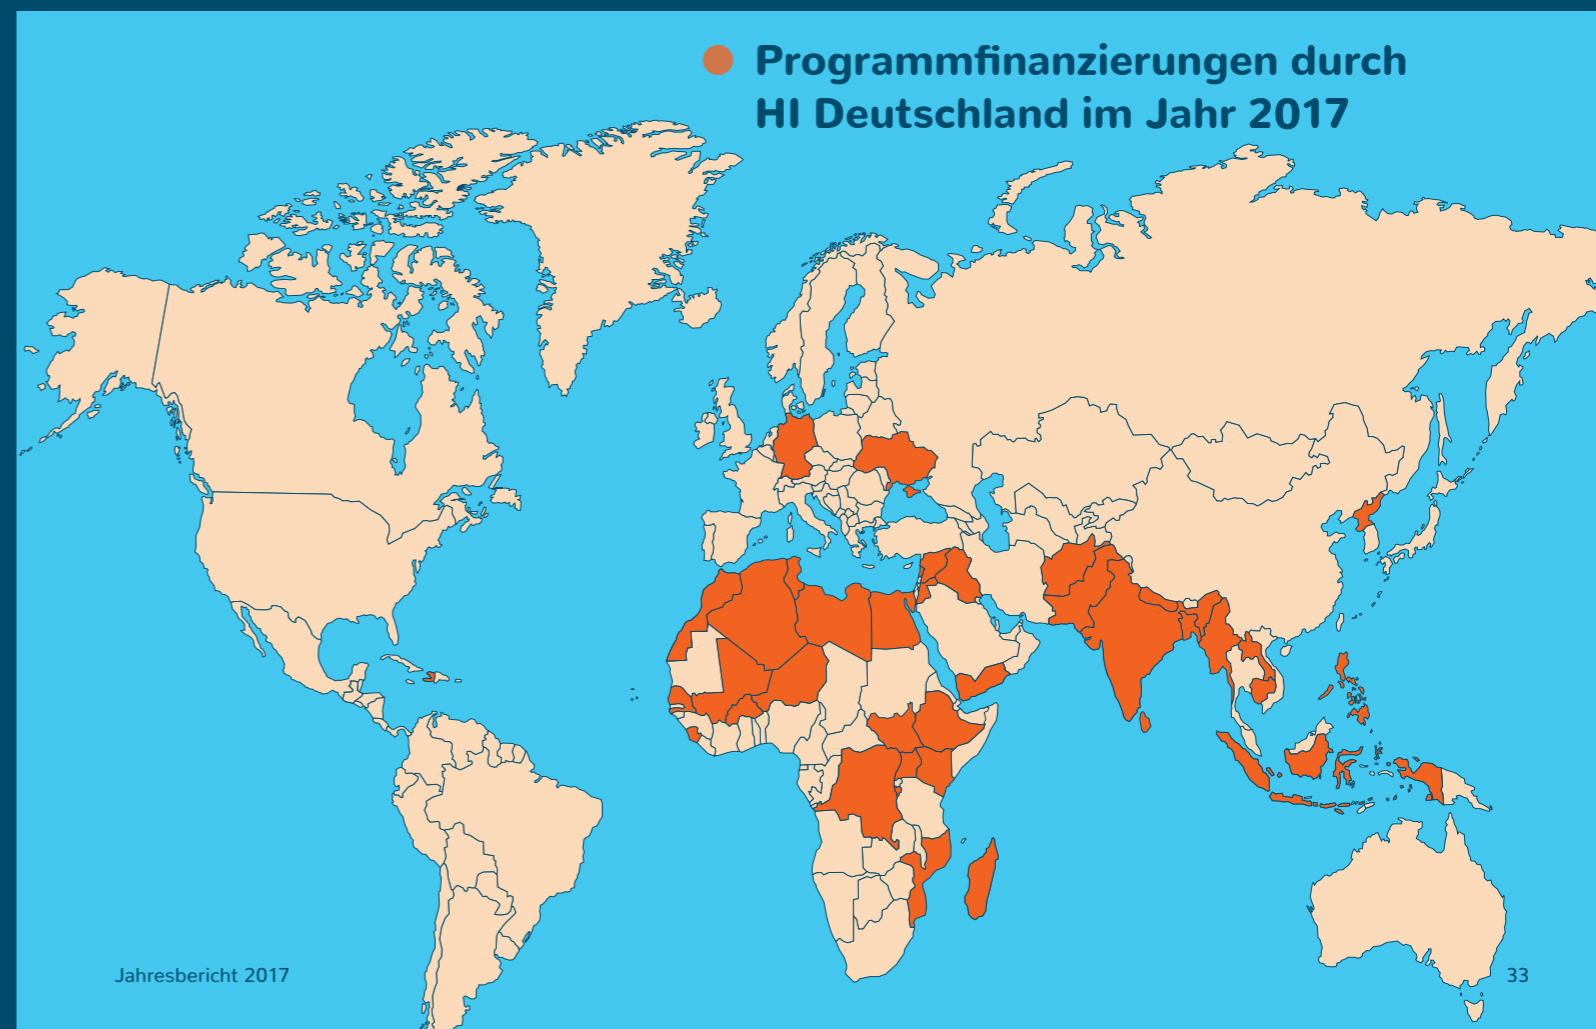 Programmfinanzierungen durch
HI Deutschland im Jahr 2017
Jahresbericht 2017
33